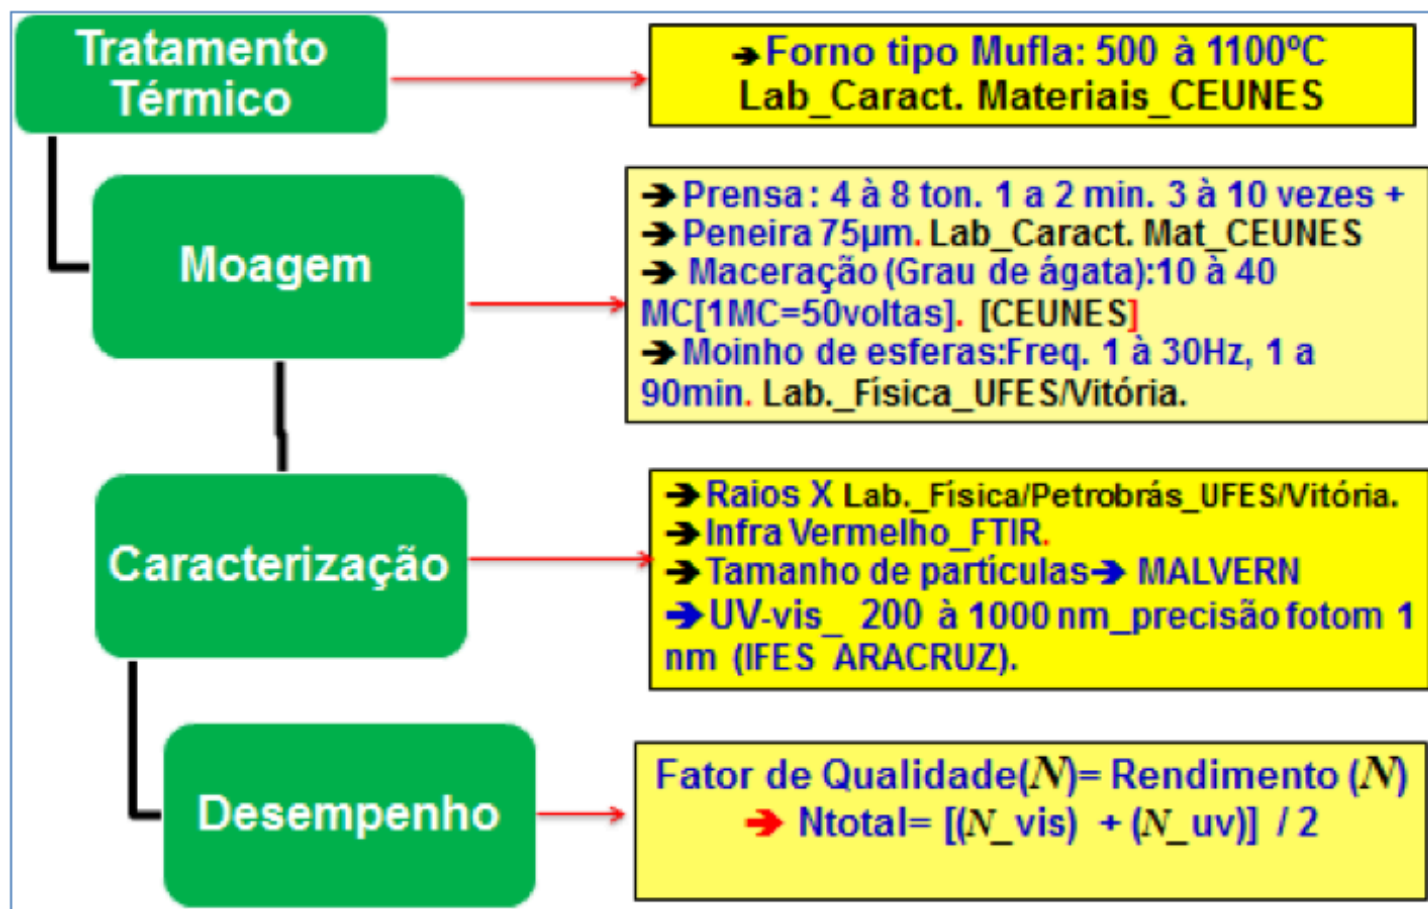 Tratamento
Térmico
➔Forno tipo Mufla: 500 à 1100ºC
Lab_Caract. Materiais_CEUNES
Moagem
➔Prensa: 4 à 8 ton. 1 a 2 min. 3 à 10 vezes +
➔Peneira 75µm. Lab_Caract. Mat_CEUNES
➔ Maceração (Grau de ágata):10 à 40
MC[1MC=50voltas]. [CEUNES]
➔Moinho de esferas:Freq. 1 à 30Hz, 1 a
90min. Lab._Física_UFES/Vitória.
Caracterização
➔Raios X Lab._Física/Petrobrás_UFES/Vitória.
➔Infra Vermelho_FTIR.
➔Tamanho de partículas➔ MALVERN
➔UV-vis_ 200 à 1000 nm_precisão fotom 1
nm (IFES_ARACRUZ).
Desempenho
Fator de Qualidade(N)= Rendimento (N)
➔ Ntotal= [(N_vis) + (N_uv)] / 2